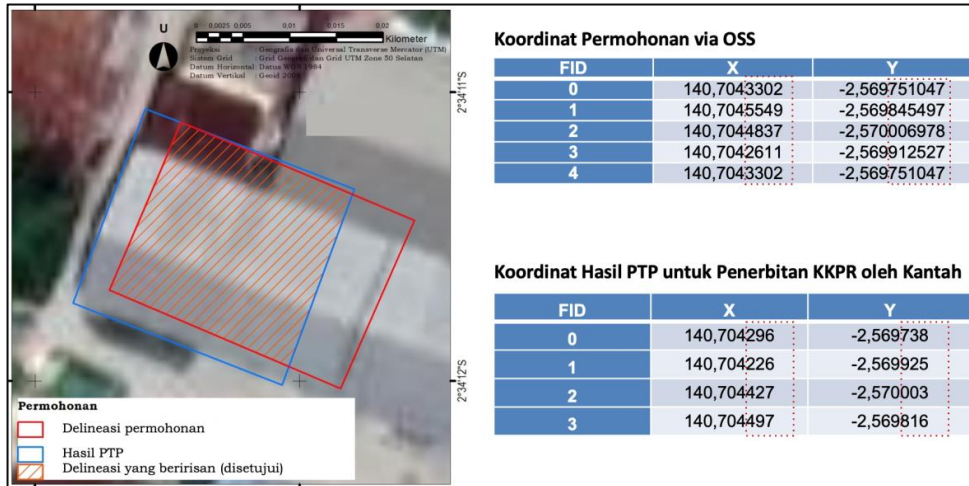 U
0 0,0025 0,005 0,01 0,015 0,02
Kilometer
Proyeksi : Geografis dan Universal Transverse Mercator (UTM)
Sistem Grid : Grid Geografi dan Grid UTM Zone 50 Selatan
Datum Horizontal : Datus WGS 1984
Datum Vertikal : Geoid
2°34'11"S
2°34'12"S
Permohonan
Delineasi permohonan
Hasil PTP
Delineasi yang beririsan (disetujui)
Koordinat Permohonan via OSS
FID X Y
0 140,7043302 -2,569751047
1 140,7045549 -2,569845497
2 140,7044837 -2,570006978
3 140,7042611 -2,569912527
4 140,7043302 -2,569751047
Koordinat Hasil PTP untuk Penerbitan KKPR oleh Kantah
FID X Y
0 140,704296 -2,569738
1 140,704226 -2,569925
2 140,704427 -2,570003
3 140,704497 -2,569816